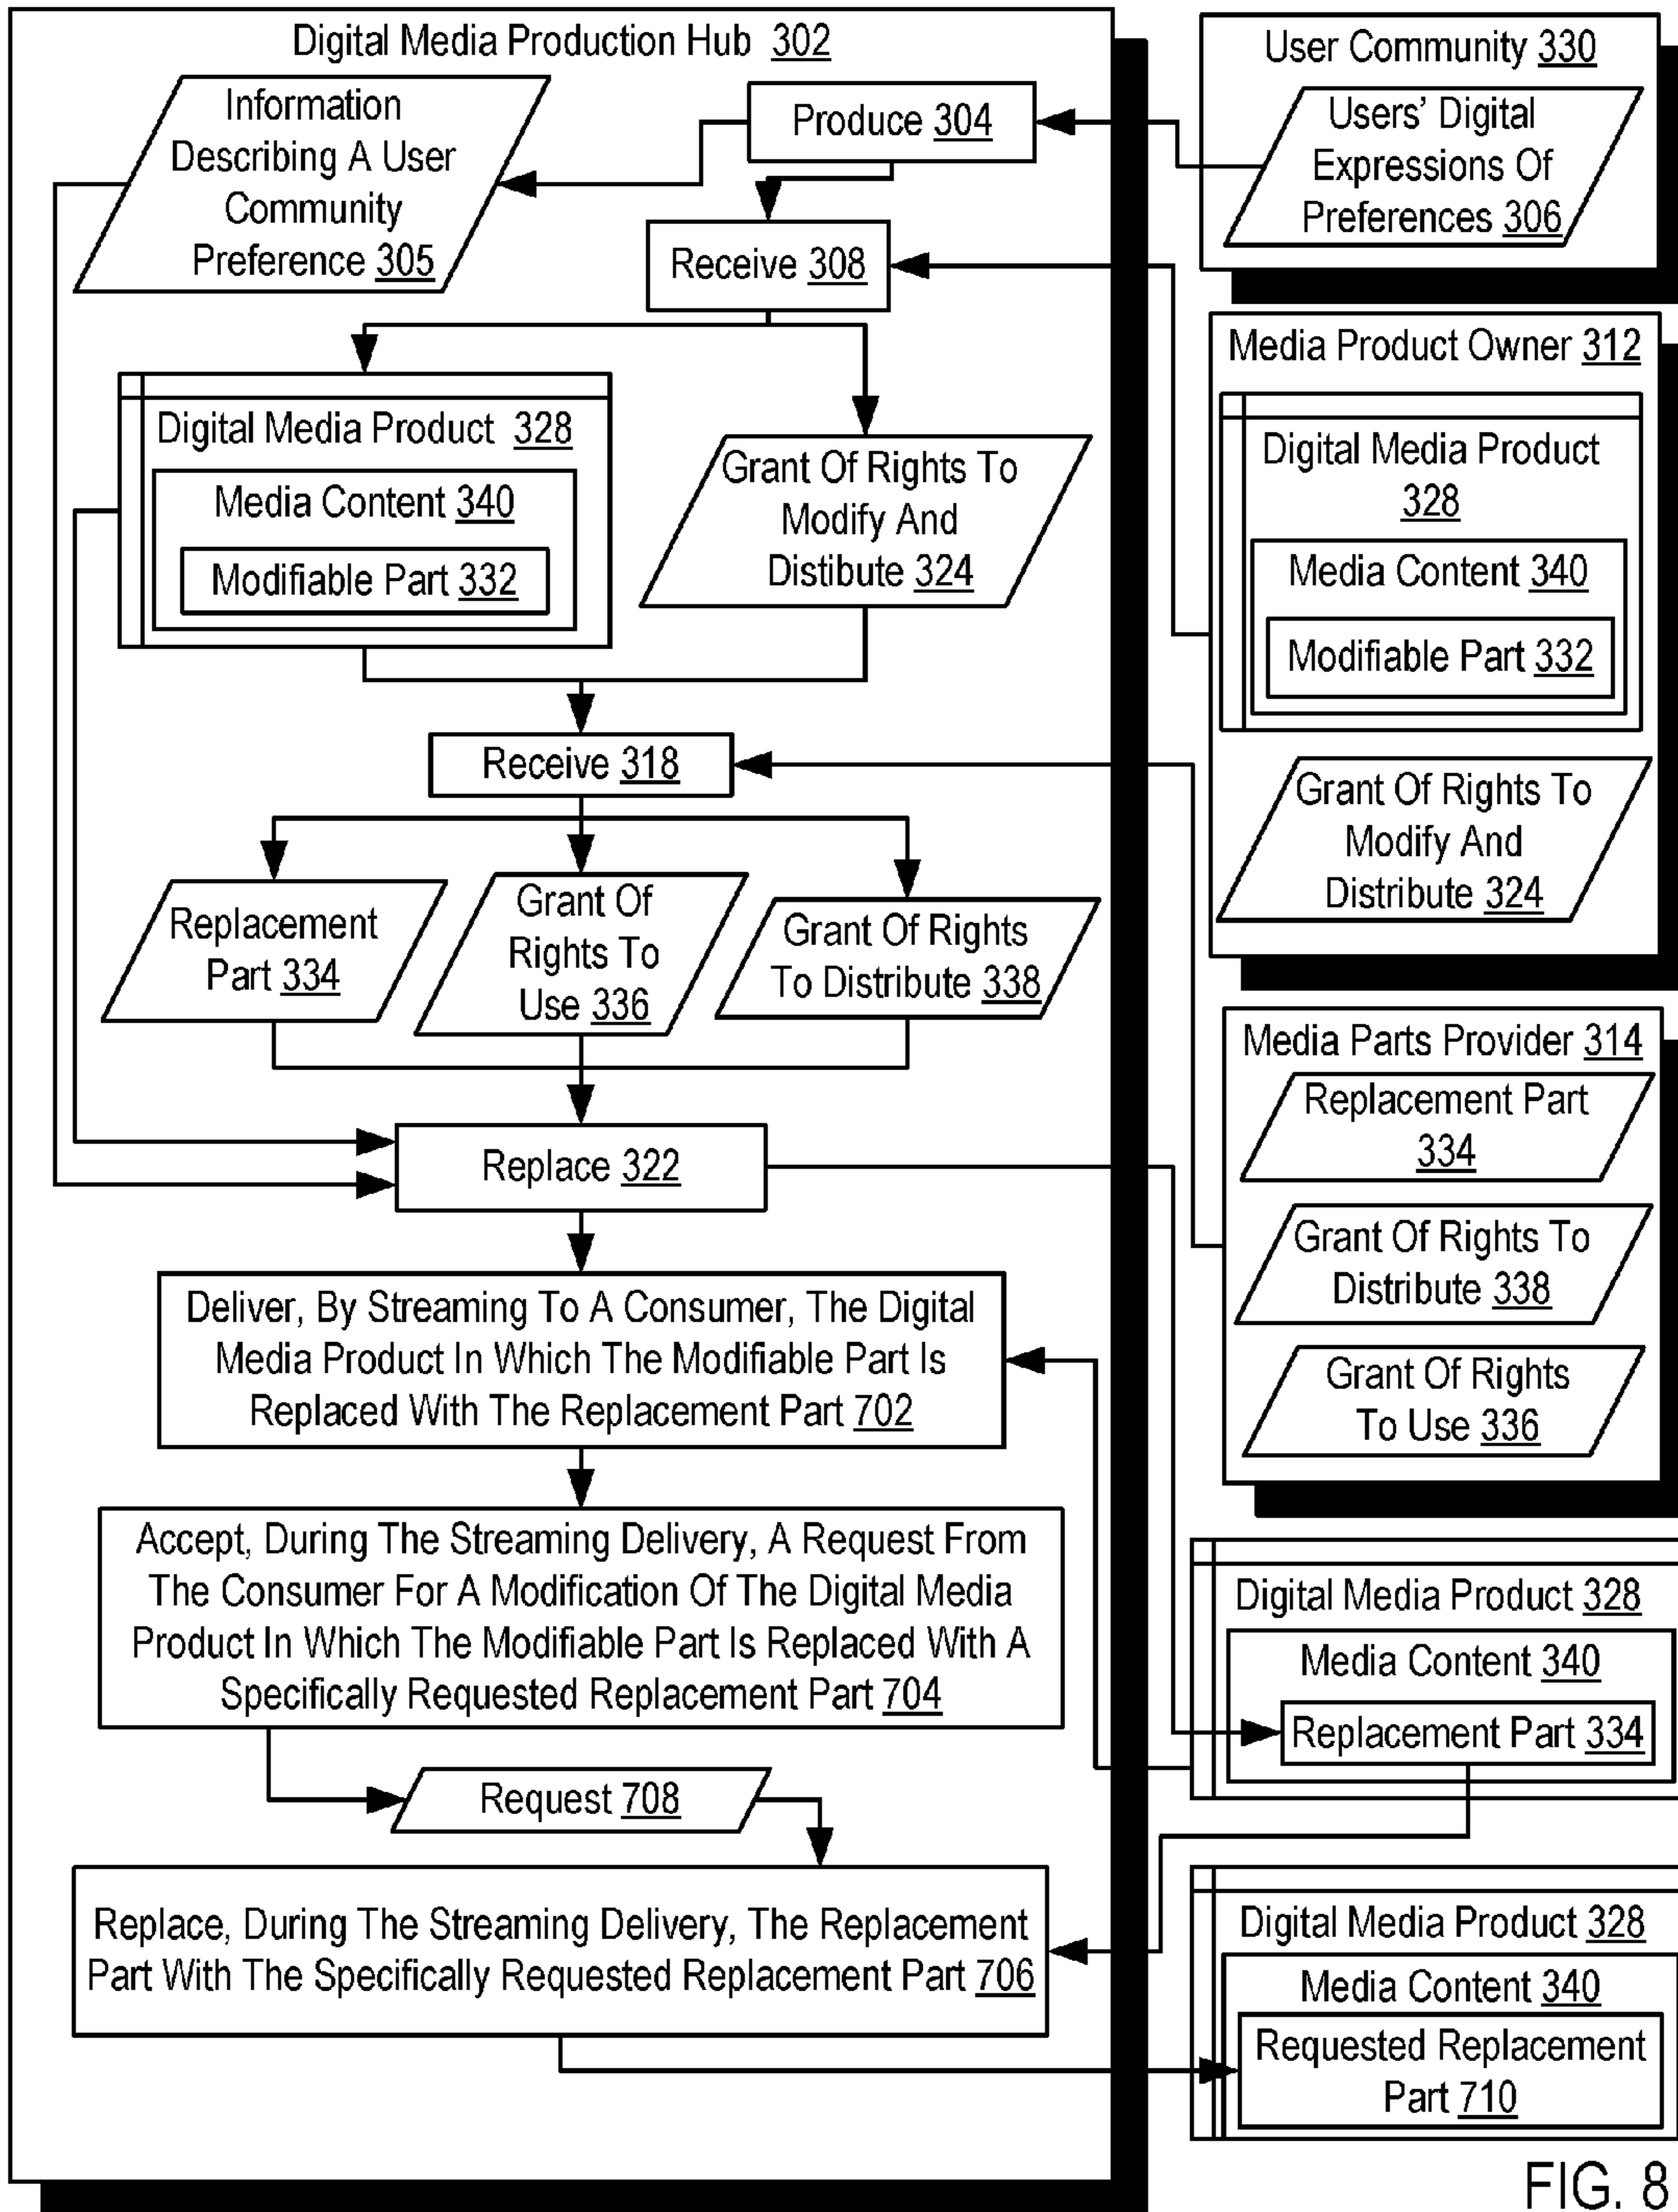 Digital Media Production Hub 302
Information
Describing A User
Community
Preference 305
Produce 304
Receive 308
Digital Media Product 328
Media Content 340
Modifiable Part 332
Grant Of Rights To
Modify And
Distibute 324
Receive 318
Replacement
Part 334
Grant Of
Rights To
Use 336
Grant Of Rights
To Distribute 338
Replace 322
Deliver, By Streaming To A Consumer, The Digital
Media Product In Which The Modifiable Part Is
Replaced With The Replacement Part 702
Accept, During The Streaming Delivery, A Request From
The Consumer For A Modification Of The Digital Media
Product In Which The Modifiable Part Is Replaced With A
Specifically Requested Replacement Part 704
Request 708
Replace, During The Streaming Delivery, The Replacement
Part With The Specifically Requested Replacement Part 706
User Community 330
Users' Digital
Expressions Of
Preferences 306
Media Product Owner 312
Digital Media Product
328
Media Content 340
Modifiable Part 332
Grant Of Rights To
Modify And
Distribute 324
Media Parts Provider 314
Replacement Part
334
Grant Of Rights To
Distribute 338
Grant Of Rights
To Use 336
Digital Media Product 328
Media Content 340
Replacement Part 334
Digital Media Product 328
Media Content 340
Requested Replacement
Part 710
FIG. 8